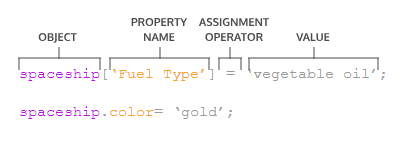 OBJECT PROPERTY NAME ASSIGNMENT OPERATOR VALUE
spaceship[‘Fuel Type’] = ‘vegetable oil’;
spaceship.color= ‘gold’;